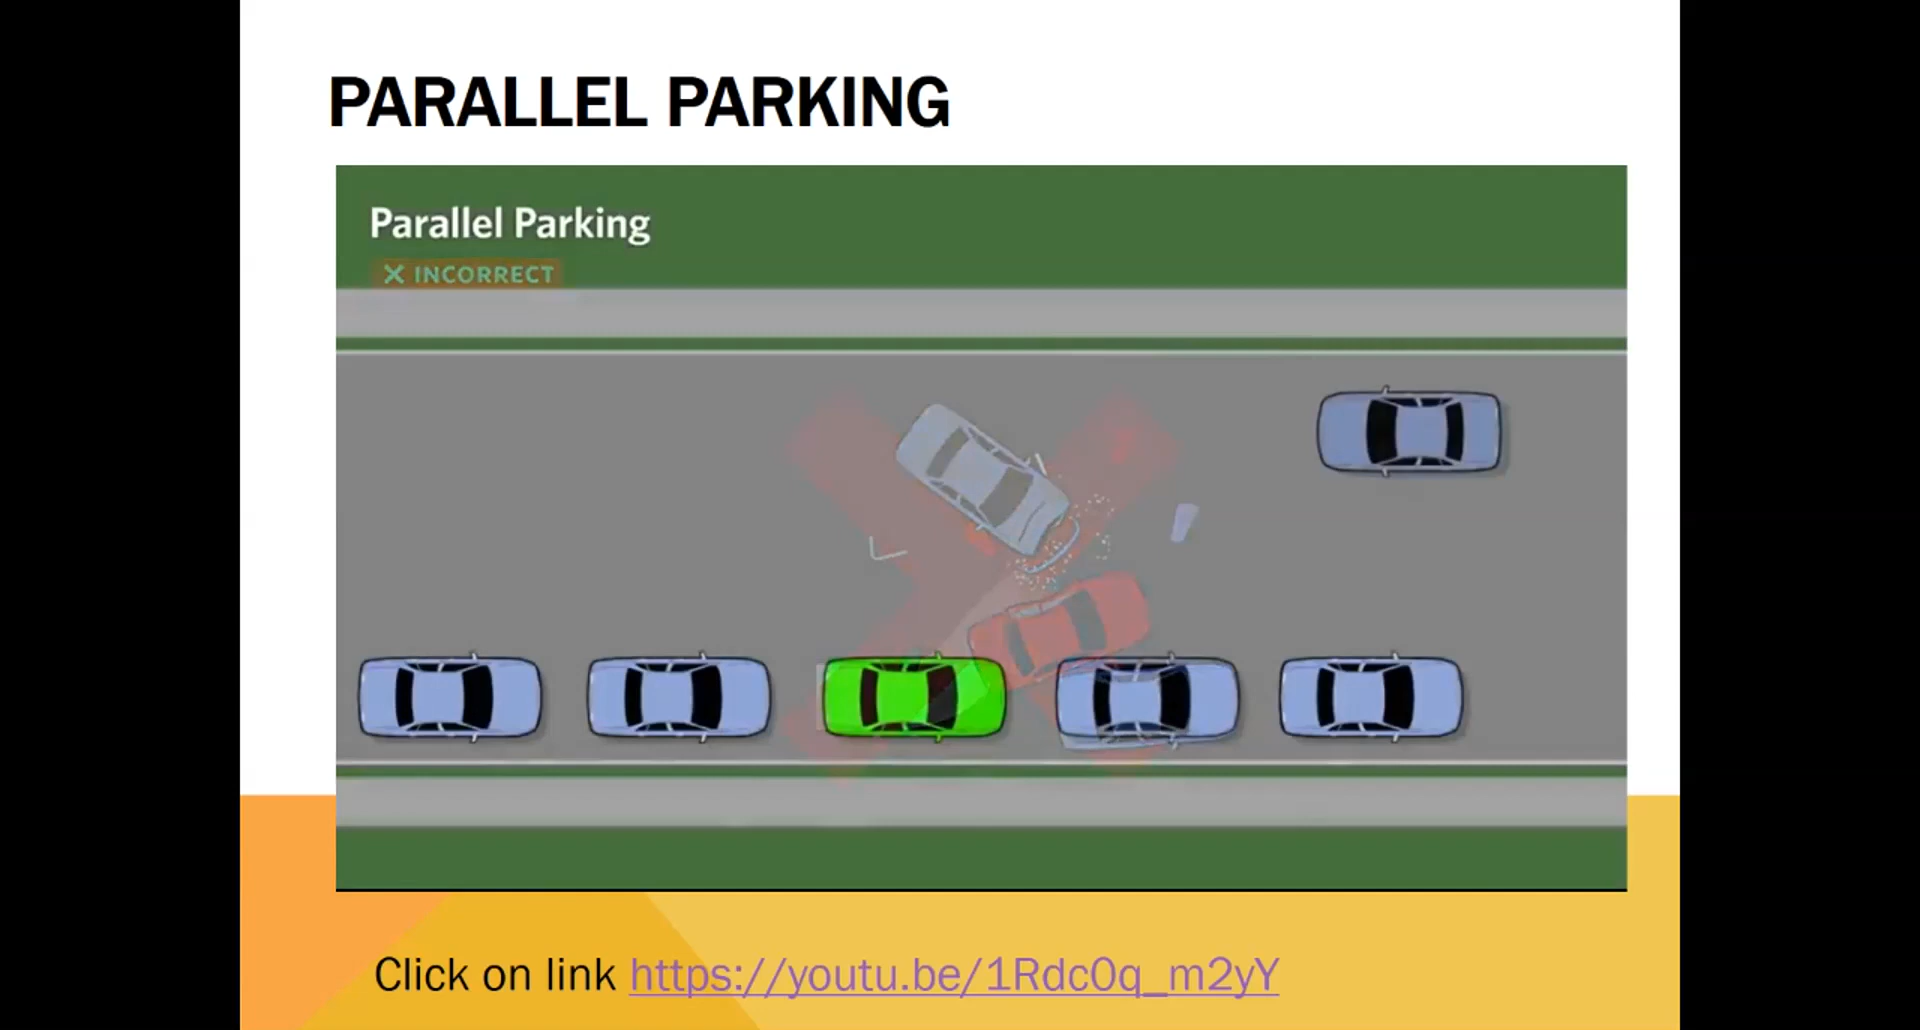 PARALLEL PARKING
Parallel Parking
X INCORRECT
Click on link https://youtu.be/1Rdc0q_m2yY